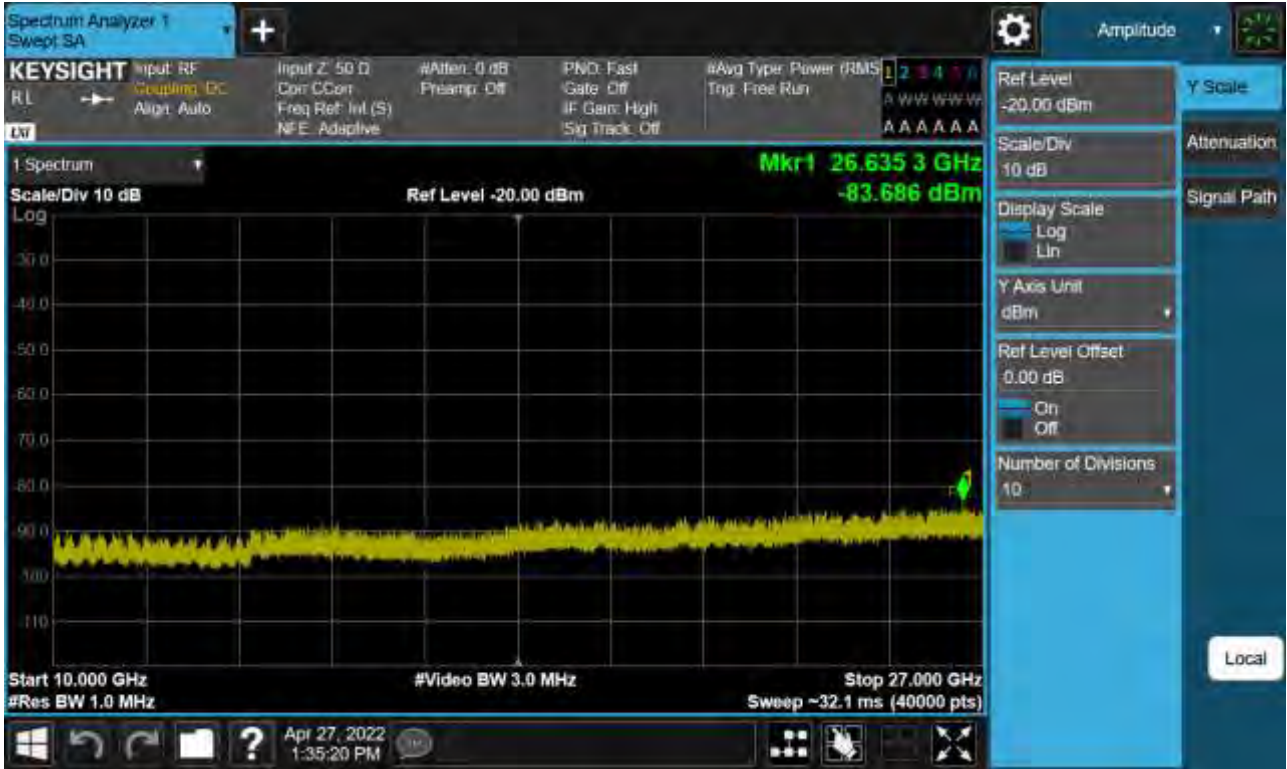 Spectrum Analyzer 1
Swept SA
+
Amplitude
KEYSIGHT
RL
LXI
Input: RF
Coupling: DC
Align: Auto
Input Z: 50 Ω
Corr CCorr
Freq Ref: Int (S)
NFE: Adaptive
#Atten: 0 dB
Preamp: Off
PNO: Fast
Gate: Off
IF Gain: High
Sig Track: Off
#Avg Type: Power (RMS
Trig: Free Run
1 2 3 4 5 6
A W W W W W
A A A A A A
1 Spectrum
Scale/Div 10 dB
Ref Level -20.00 dBm
Mkr1 26.635 3 GHz
-83.686 dBm
Log
-30.0
-40.0
-50.0
-60.0
-70.0
-80.0
-90.0
-100
-110
Start 10.000 GHz
#Res BW 1.0 MHz
#Video BW 3.0 MHz
Stop 27.000 GHz
Sweep ~32.1 ms (40000 pts)
Ref Level
-20.00 dBm
Scale/Div
10 dB
Display Scale
Log
Lin
Y Axis Unit
dBm
Ref Level Offset
0.00 dB
On
Off
Number of Divisions
10
Y Scale
Attenuation
Signal Path
Local
?
Apr 27, 2022
1:35:20 PM